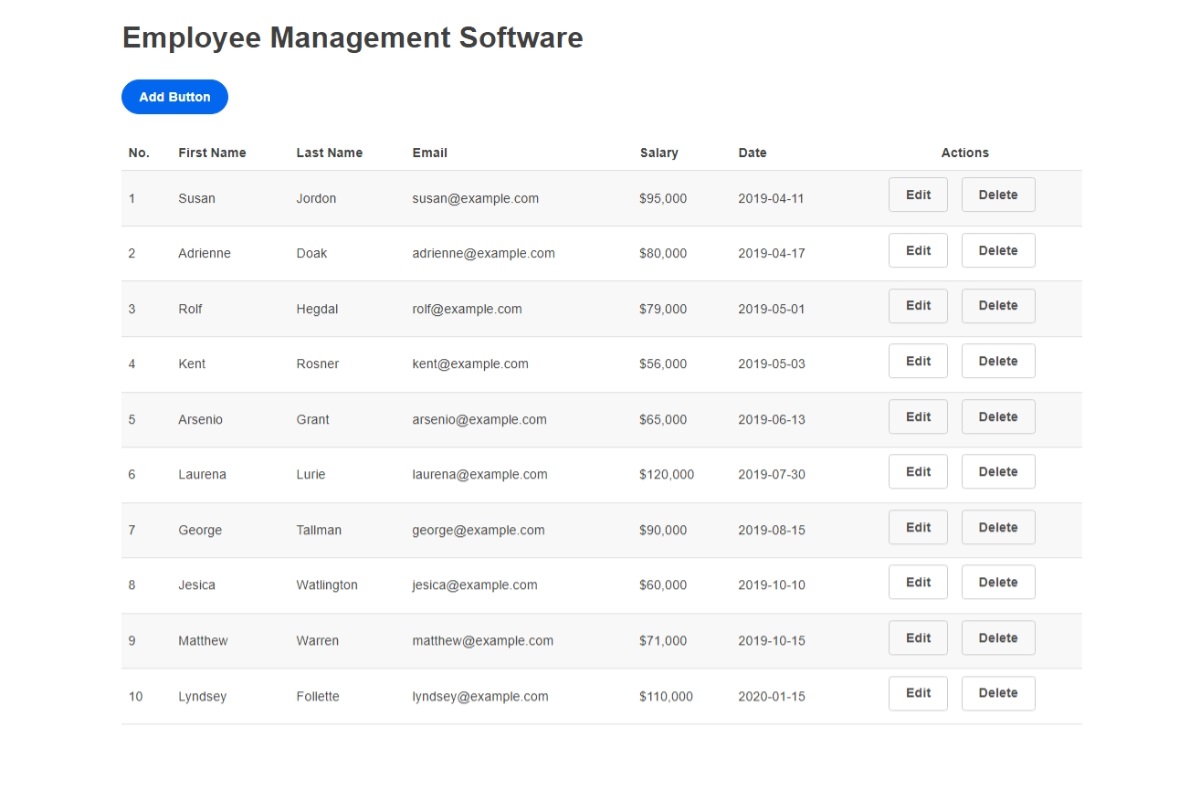 Employee Management Software
Add Button
No. First Name Last Name Email Salary Date Actions
1 Susan Jordon susan@example.com $95,000 2019-04-11 Edit Delete
2 Adrienne Doak adrienne@example.com $80,000 2019-04-17 Edit Delete
3 Rolf Hegdal rolf@example.com $79,000 2019-05-01 Edit Delete
4 Kent Rosner kent@example.com $56,000 2019-05-03 Edit Delete
5 Arsenio Grant arsenio@example.com $65,000 2019-06-13 Edit Delete
6 Laurena Lurie laurena@example.com $120,000 2019-07-30 Edit Delete
7 George Tallman george@example.com $90,000 2019-08-15 Edit Delete
8 Jesica Watlington jesica@example.com $60,000 2019-10-10 Edit Delete
9 Matthew Warren matthew@example.com $71,000 2019-10-15 Edit Delete
10 Lyndsey Follette lyndsey@example.com $110,000 2020-01-15 Edit Delete